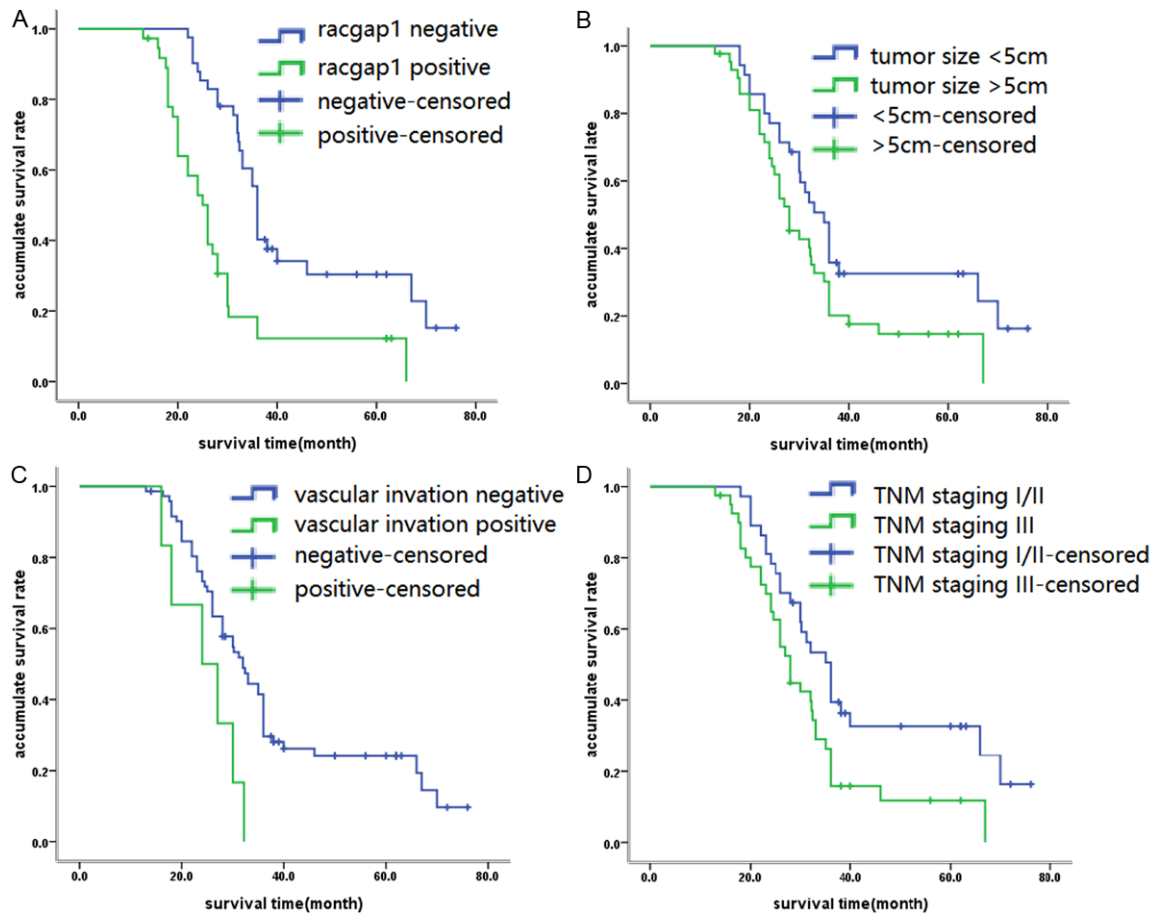 A
racgap1 negative
racgap1 positive
negative-censored
positive-censored
accumulate survival rate
1.0
0.8
0.6
0.4
0.2
0.0
0.0 20.0 40.0 60.0 80.0
survival time(month)
B
tumor size <5cm
tumor size >5cm
<5cm-censored
>5cm-censored
accumulate survival late
1.0
0.8
0.6
0.4
0.2
0.0
0.0 20.0 40.0 60.0 80.0
survival time(month)
C
vascular invation negative
vascular invation positive
negative-censored
positive-censored
accumulate survival rate
1.0
0.8
0.6
0.4
0.2
0.0
0.0 20.0 40.0 60.0 80.0
survival time(month)
D
TNM staging I/II
TNM staging III
TNM staging I/II-censored
TNM staging III-censored
accumulate survival rate
1.0
0.8
0.6
0.4
0.2
0.0
0.0 20.0 40.0 60.0 80.0
survival time(month)